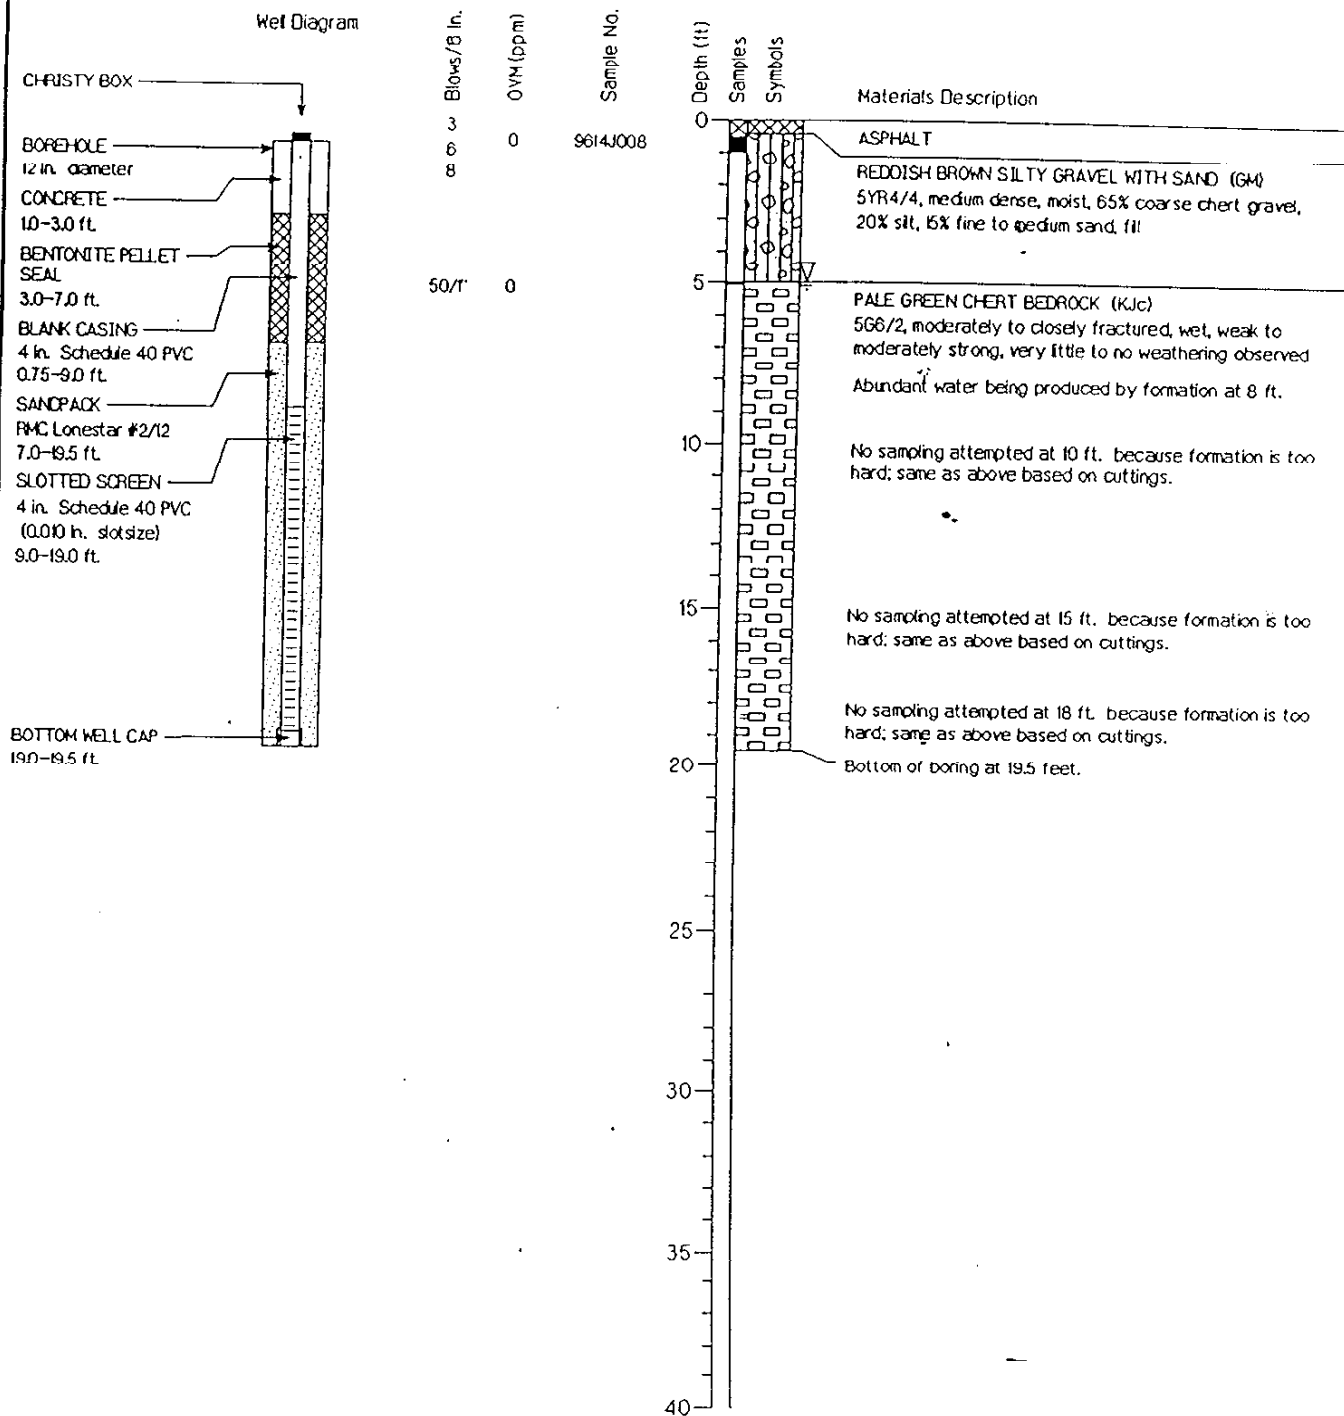 Well Diagram
Blows/6 In.
OVM (ppm)
Sample No.
Depth (ft)
Samples
Symbols
Materials Description
CHRISTY BOX
BOREHOLE
12 in. diameter
CONCRETE
1.0-3.0 ft.
BENTONITE PELLET
SEAL
3.0-7.0 ft.
BLANK CASING
4 in. Schedule 40 PVC
0.75-9.0 ft.
SANDPACK
RMC Lonestar #2/12
7.0-19.5 ft.
SLOTTED SCREEN
4 in. Schedule 40 PVC
(0.010 in. slotsize)
9.0-19.0 ft.
BOTTOM WELL CAP
19.0-19.5 ft.
3
6
8
0
9614J008
50/1"
0
0
5
10
15
20
25
30
35
40
ASPHALT
REDDISH BROWN SILTY GRAVEL WITH SAND (GM)
5YR4/4, medium dense, moist, 65% coarse chert gravel,
20% silt, 15% fine to medium sand, fill
PALE GREEN CHERT BEDROCK (KJc)
5G6/2, moderately to closely fractured, wet, weak to
moderately strong, very little to no weathering observed
Abundant water being produced by formation at 8 ft.
No sampling attempted at 10 ft. because formation is too
hard; same as above based on cuttings.
No sampling attempted at 15 ft. because formation is too
hard; same as above based on cuttings.
No sampling attempted at 18 ft. because formation is too
hard; same as above based on cuttings.
Bottom of boring at 19.5 feet.